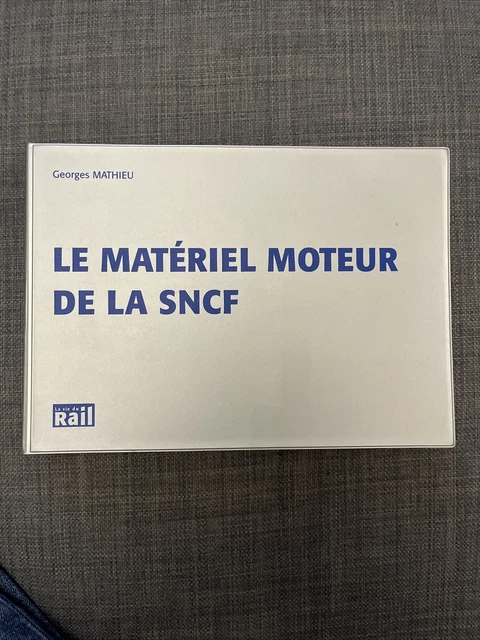 Georges MATHIEU
LE MATÉRIEL MOTEUR
DE LA SNCF
La vie du
Rail